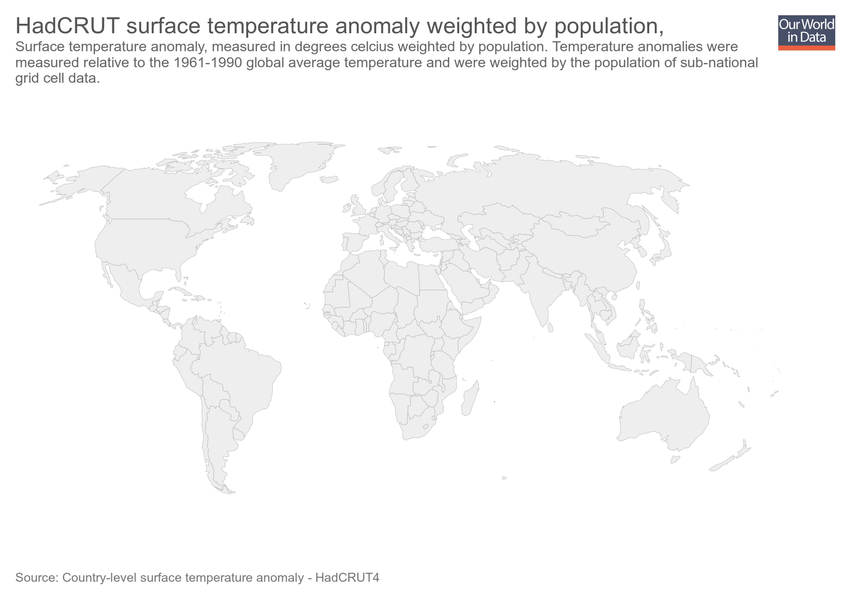 HadCRUT surface temperature anomaly weighted by population,
Our World
in Data
Surface temperature anomaly, measured in degrees celcius weighted by population. Temperature anomalies were
measured relative to the 1961-1990 global average temperature and were weighted by the population of sub-national
grid cell data.
Source: Country-level surface temperature anomaly - HadCRUT4